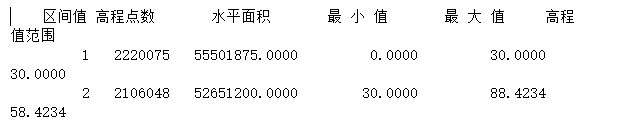 区间值 高程点数 水平面积 最 小 值 最 大 值 高程
值范围
1 2220075 55501875.0000 0.0000 30.0000
30.0000
2 2106048 52651200.0000 30.0000 88.4234
58.4234